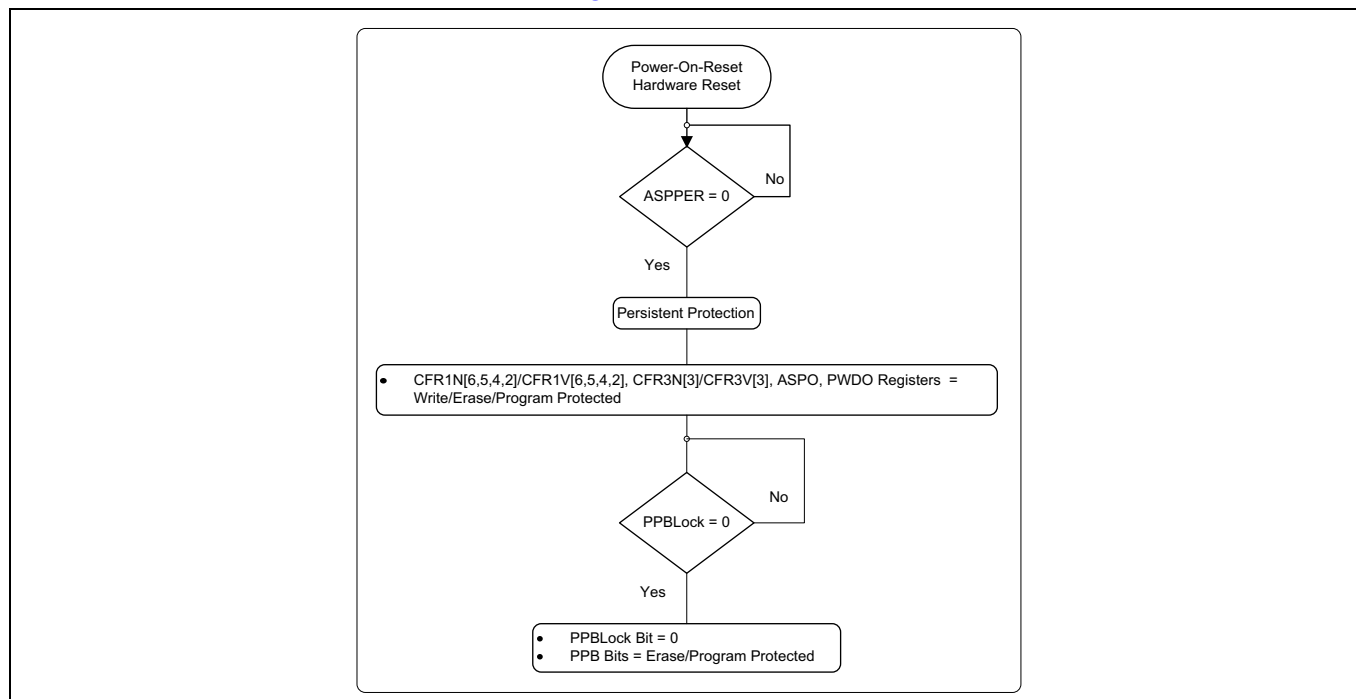 Power-On-Reset
Hardware Reset
No
ASPPER = 0
Yes
Persistent Protection
• CFR1N[6,5,4,2]/CFR1V[6,5,4,2], CFR3N[3]/CFR3V[3], ASPO, PWDO Registers =
Write/Erase/Program Protected
No
PPBLock = 0
Yes
• PPBLock Bit = 0
• PPB Bits = Erase/Program Protected